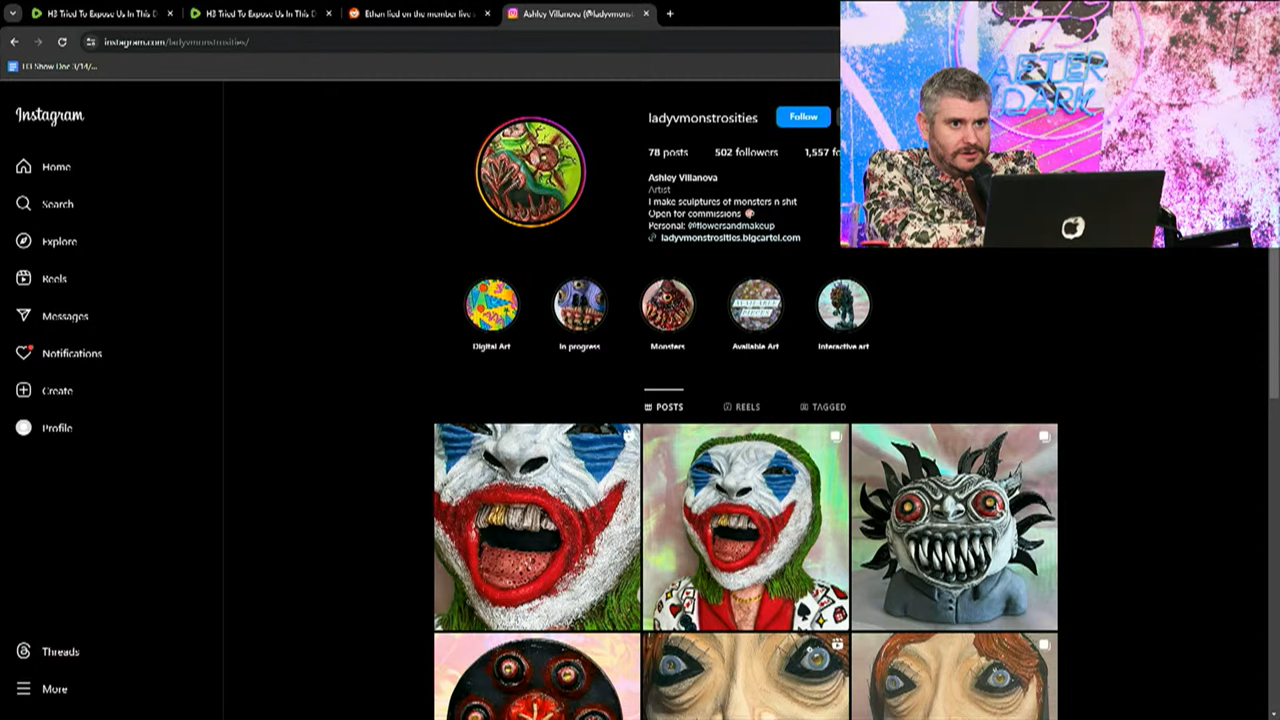 H3 Tried To Expose Us In This D
H3 Tried To Expose Us In This D
Ethan lied on the member live
Ashley Villanova (@ladyvmonst
instagram.com/ladyvmonstrosities/
H3 Show Doc 3/14/...
AFTER
DARK
Instagram
Home
Search
Explore
Reels
Messages
Notifications
Create
Profile
Threads
More
ladyvmonstrosities
Follow
78 posts
502 followers
1,557 fo
Ashley Villanova
Artist
I make sculptures of monsters n shit
Open for commissions
Personal: @flowersandmakeup
ladyvmonstrosities.bigcartel.com
Digital Art
In progress
Monsters
AVAILABLE
PIECES
Available Art
Interactive art
POSTS
REELS
TAGGED